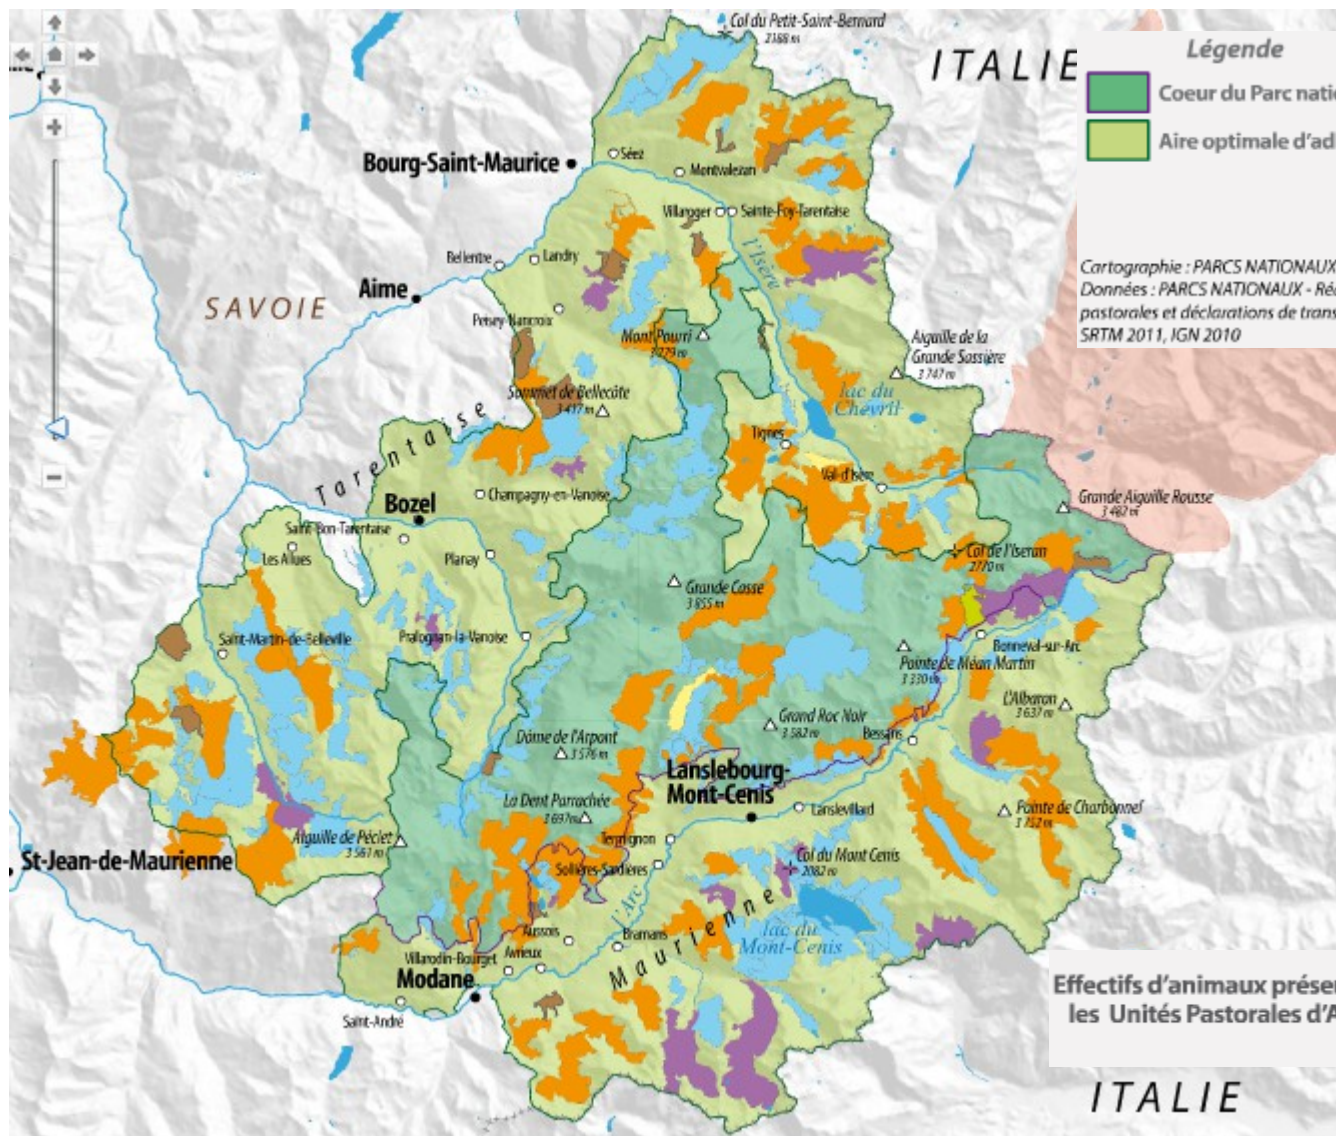 Col du Petit-Saint-Bernard
2188 m
ITALIE
Légende
Coeur du Parc natio
Aire optimale d'ad
Bourg-Saint-Maurice
Séez
Montvalezan
Villaroger
Sainte-Foy-Tarentaise
l'Isère
Bellentre
Landry
Aime
SAVOIE
Peisey-Nancroix
Cartographie : PARCS NATIONAUX
Données : PARCS NATIONAUX - Ré
pastorales et déclarations de trans
SRTM 2011, IGN 2010
Mont Pourri
3 779 m
Aiguille de la
Grande Sassière
3 747 m
Sommet de Bellecôte
3 417 m
lac du
Chevril
Tarentaise
Tignes
Val-d'Isère
Bozel
Champagny-en-Vanoise
Grande Aiguille Rousse
3 482 m
Saint-Bon-Tarentaise
Les Allues
Planay
Col de l'Iseran
2770 m
Grande Casse
3 855 m
Saint-Martin-de-Belleville
Pralognan-la-Vanoise
Bonneval-sur-Arc
Pointe de Méan Martin
3 330 m
L'Albaron
3 637 m
Grand Roc Noir
3 582 m
Bessans
Dôme de l'Arpont
3 576 m
Lanslebourg-
Mont-Cenis
La Dent Parrachée
3 697m
Lanslevillard
Pointe de Charbonnel
3 752 m
Aiguille de Péclet
3 561 m
Termignon
St-Jean-de-Maurienne
Sollières-Sardières
Col du Mont Cenis
2082 m
l'Arc
Maurienne
lac du
Mont-Cenis
Aussois
Bramans
Villarodin-Bourget
Avrieux
Modane
Saint-André
Effectifs d'animaux présen
les Unités Pastorales d'A
ITALIE